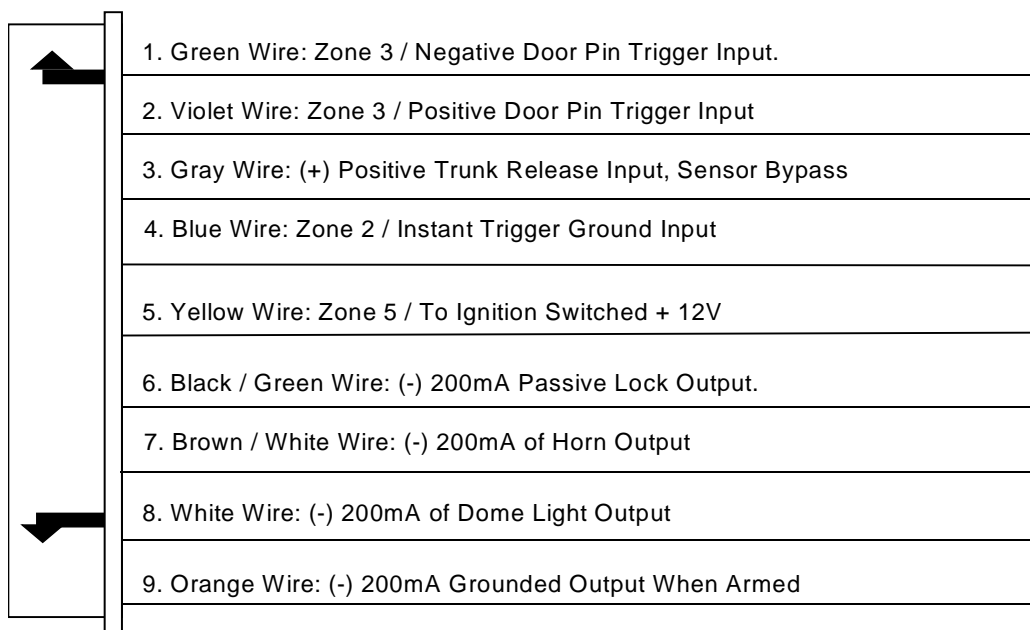 1. Green Wire: Zone 3 / Negative Door Pin Trigger Input.
2. Violet Wire: Zone 3 / Positive Door Pin Trigger Input
3. Gray Wire: (+) Positive Trunk Release Input, Sensor Bypass
4. Blue Wire: Zone 2 / Instant Trigger Ground Input
5. Yellow Wire: Zone 5 / To Ignition Switched + 12V
6. Black / Green Wire: (-) 200mA Passive Lock Output.
7. Brown / White Wire: (-) 200mA of Horn Output
8. White Wire: (-) 200mA of Dome Light Output
9. Orange Wire: (-) 200mA Grounded Output When Armed